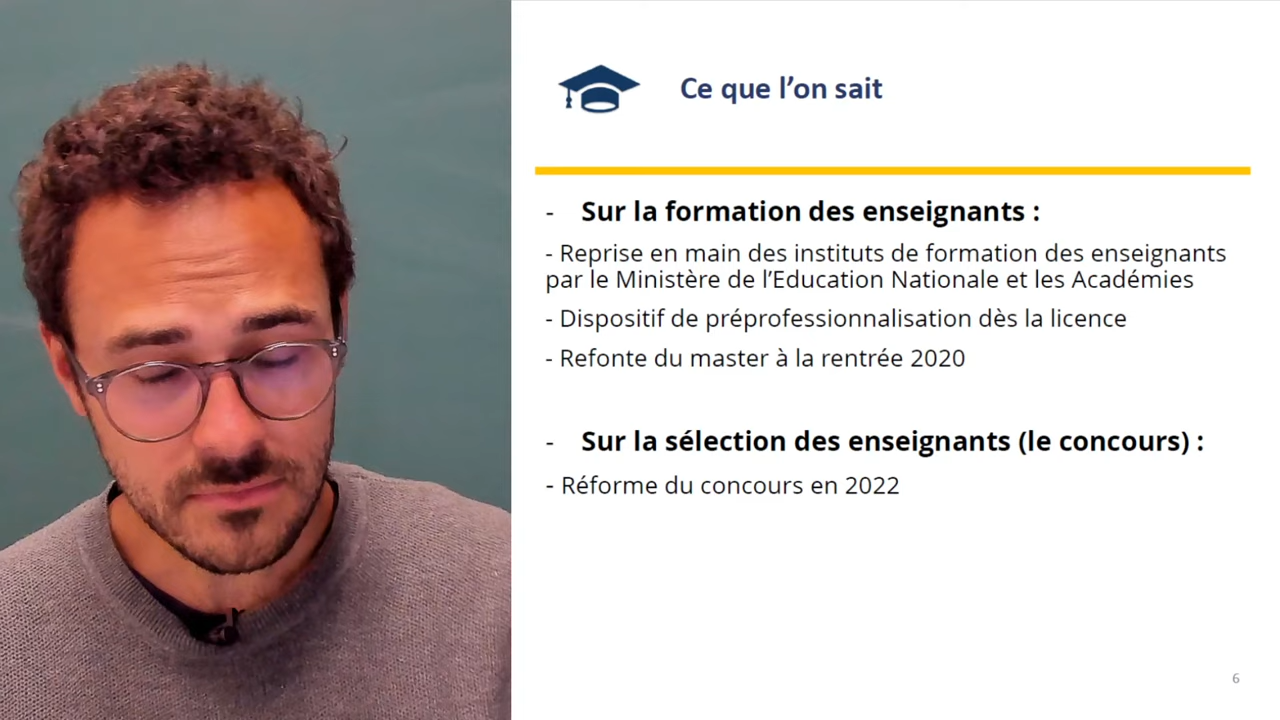 Ce que l’on sait
- Sur la formation des enseignants :
- Reprise en main des instituts de formation des enseignants
par le Ministère de l’Education Nationale et les Académies
- Dispositif de préprofessionnalisation dès la licence
- Refonte du master à la rentrée 2020
- Sur la sélection des enseignants (le concours) :
- Réforme du concours en 2022
6